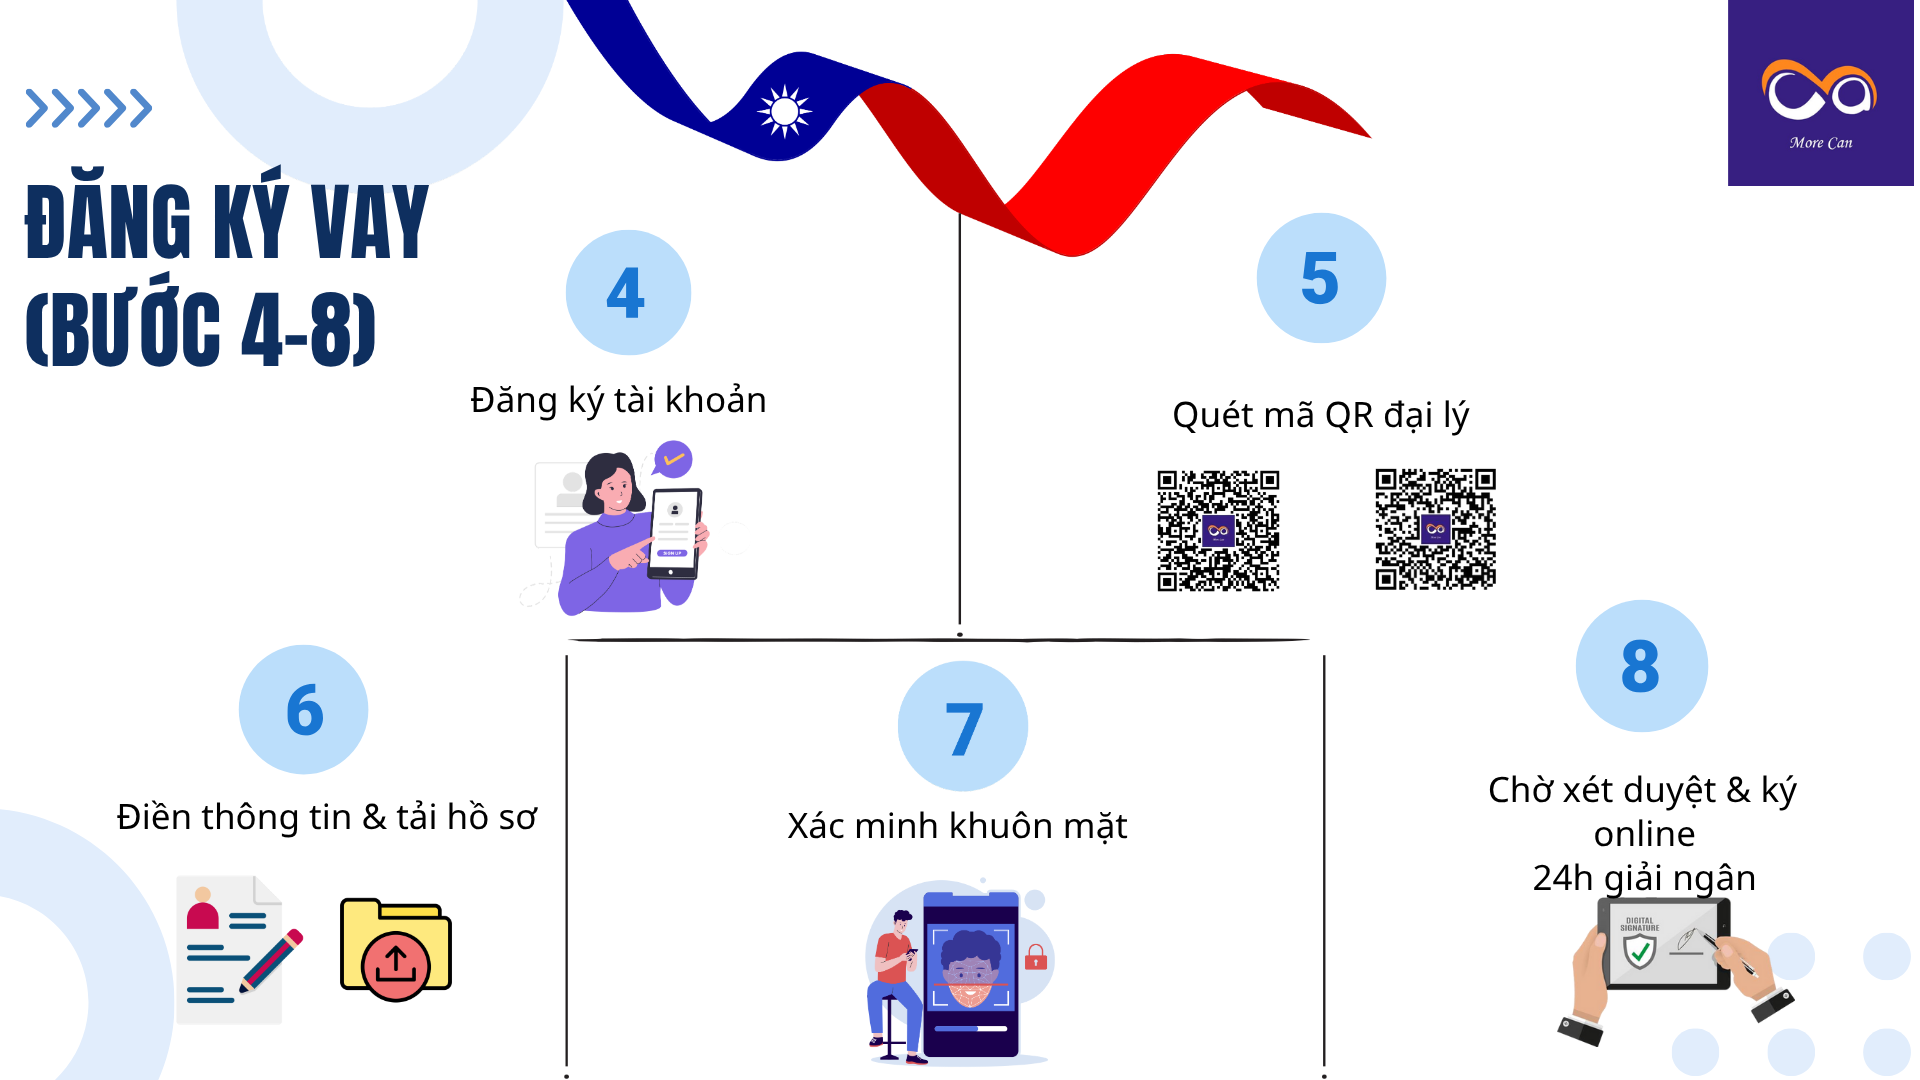 More Can
ĐĂNG KÝ VAY
(BƯỚC 4-8)
4
Đăng ký tài khoản
SIGN UP
5
Quét mã QR đại lý
6
Điền thông tin & tải hồ sơ
7
Xác minh khuôn mặt
8
Chờ xét duyệt & ký
online
24h giải ngân
DIGITAL
SIGNATURE